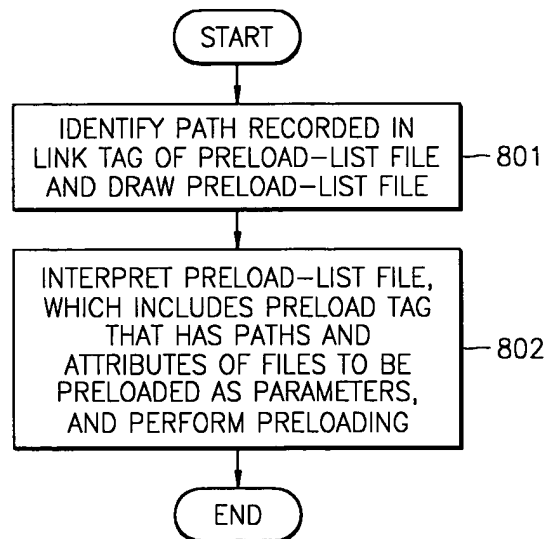 START
IDENTIFY PATH RECORDED IN
LINK TAG OF PRELOAD-LIST FILE
AND DRAW PRELOAD-LIST FILE
801
INTERPRET PRELOAD-LIST FILE,
WHICH INCLUDES PRELOAD TAG
THAT HAS PATHS AND
ATTRIBUTES OF FILES TO BE
PRELOADED AS PARAMETERS,
AND PERFORM PRELOADING
802
END